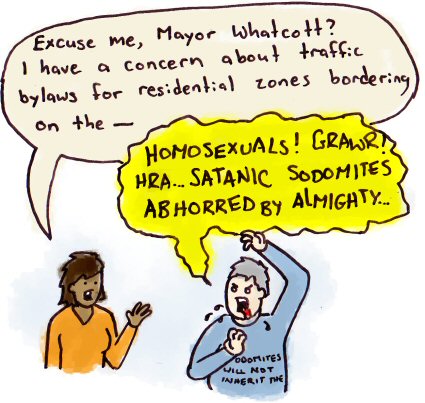 Excuse me, Mayor Whatcott?
I have a concern about traffic
bylaws for residential zones bordering
on the —
HOMOSEXUALS! GRAWR!
HRA... SATANIC SODOMITES
ABHORRED BY ALMIGHTY...
ODOMITES
WILL NOT
INHERIT THE